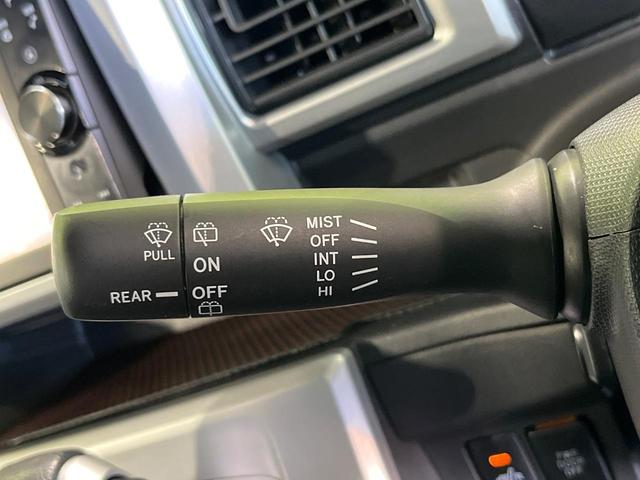 PULL
REAR
ON
OFF
MIST
OFF
INT
LO
HI